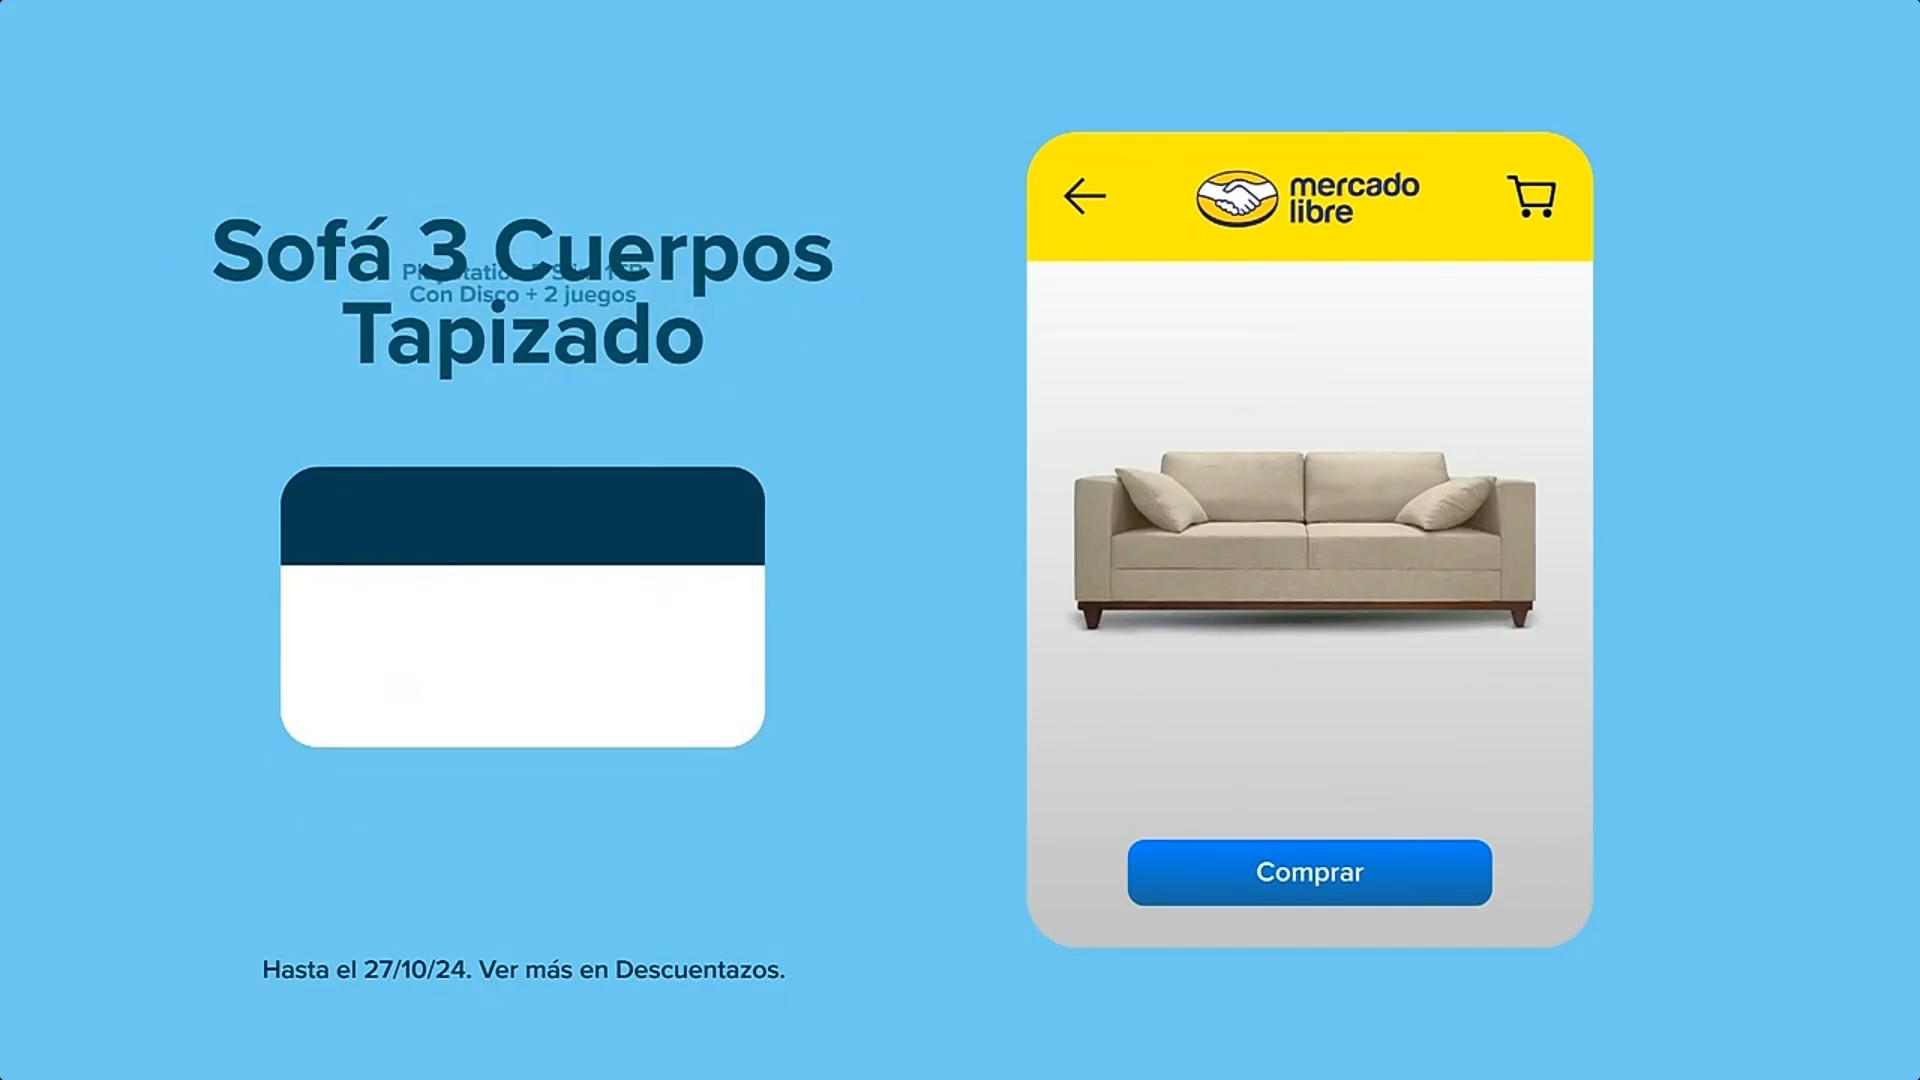 Sofá 3 Cuerpos
Tapizado
Con Disco + 2 juegos
Hasta el 27/10/24. Ver más en Descuentazos.
mercado
libre
Comprar